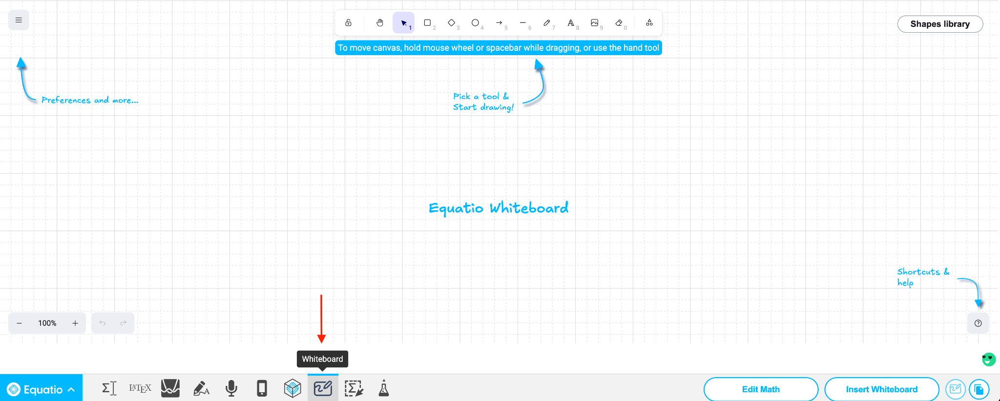 1 2 3 4 5 6 7 8 9 0
Shapes library
To move canvas, hold mouse wheel or spacebar while dragging, or use the hand tool
Preferences and more...
Pick a tool &
Start drawing!
Equatio Whiteboard
Shortcuts &
help
− 100% +
Whiteboard
Equatio
LATEX
Edit Math
Insert Whiteboard